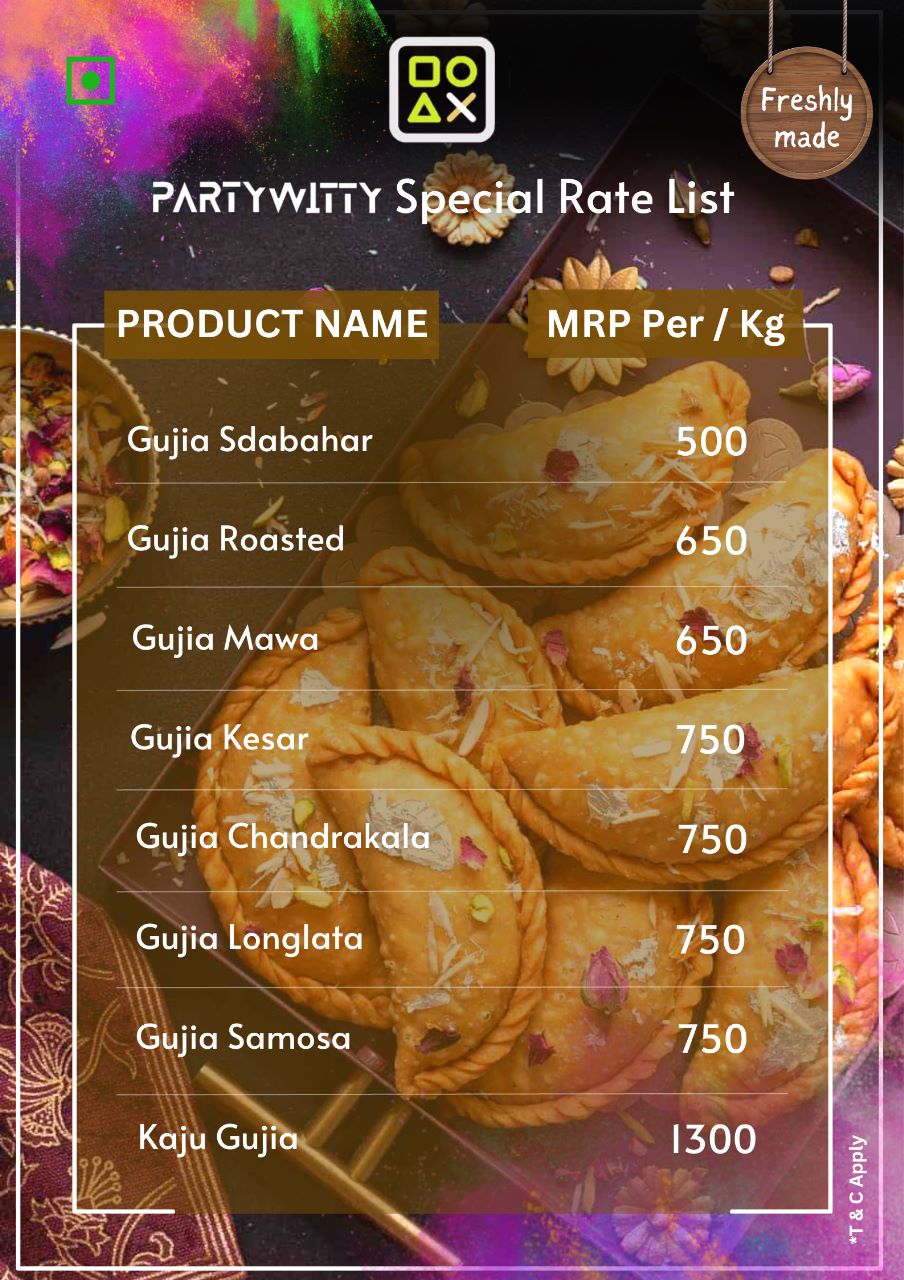 Freshly
made
PARTYWITTY Special Rate List
PRODUCT NAME MRP Per / Kg
Gujia Sdabahar 500
Gujia Roasted 650
Gujia Mawa 650
Gujia Kesar 750
Gujia Chandrakala 750
Gujia Longlata 750
Gujia Samosa 750
Kaju Gujia 1300
*T & C Apply